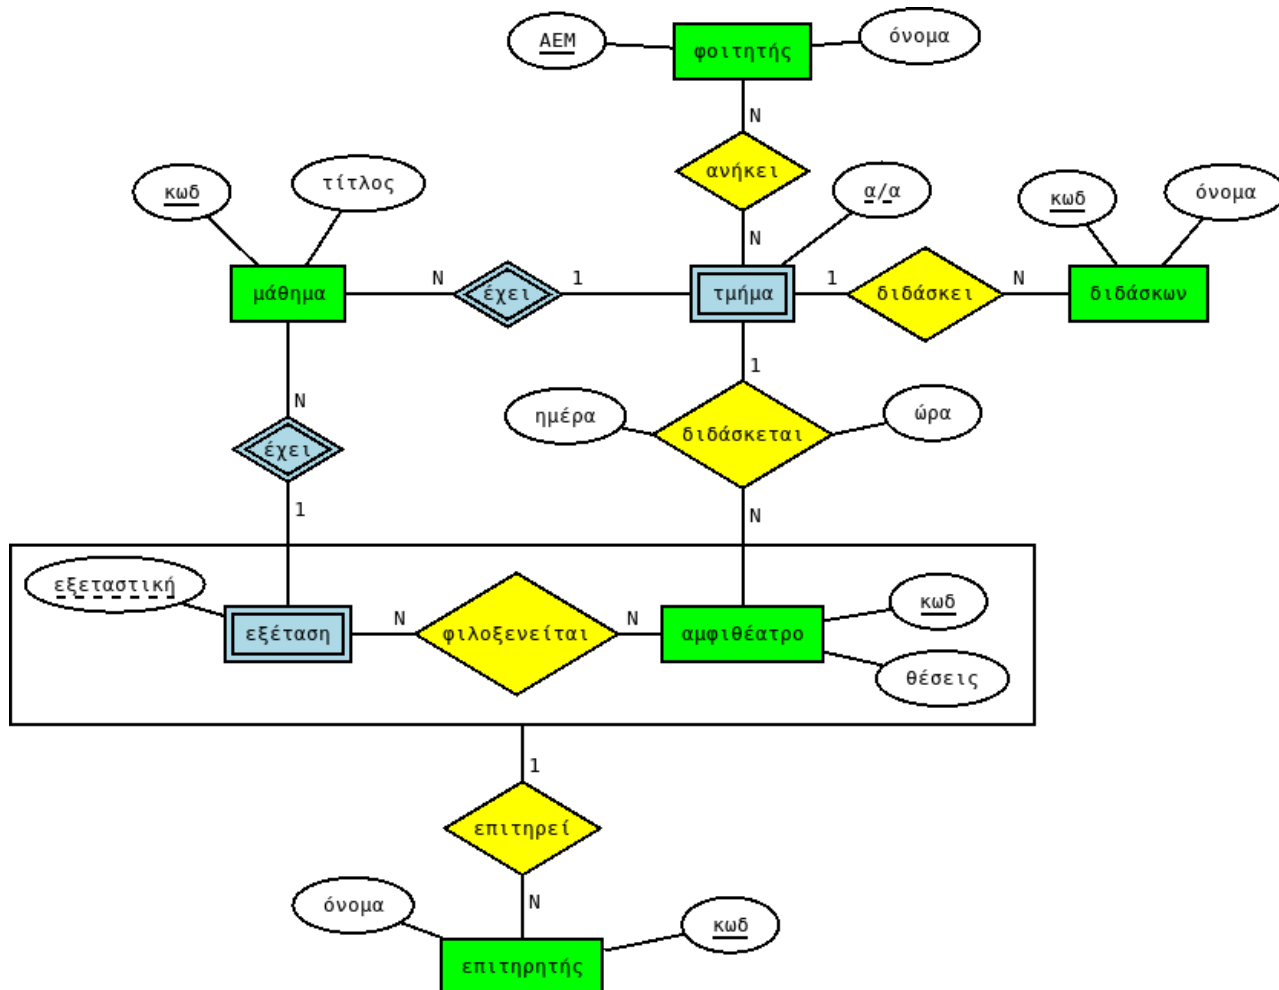 ΑΕΜ
φοιτητής
όνομα
N
ανήκει
κωδ
τίτλος
α/α
κωδ
όνομα
N
μάθημα
N
έχει
1
τμήμα
1
διδάσκει
N
διδάσκων
1
N
ημέρα
διδάσκεται
ώρα
έχει
1
N
εξεταστική
κωδ
εξέταση
N
φιλοξενείται
N
αμφιθέατρο
θέσεις
1
επιτηρεί
όνομα
N
κωδ
επιτηρητής